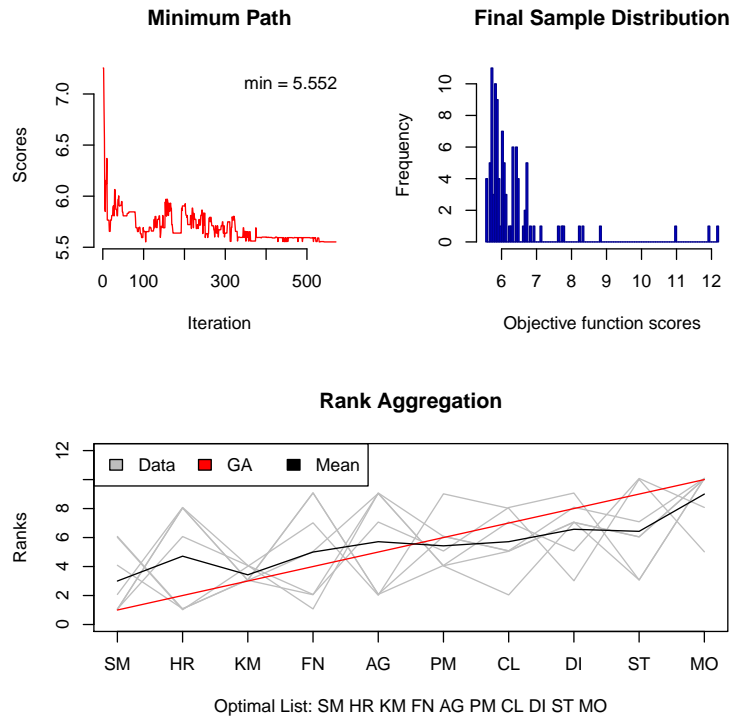 Minimum Path
min = 5.552
Scores
7.0
6.5
6.0
5.5
0 100 300 500
Iteration
Final Sample Distribution
Frequency
10
8
6
4
2
0
6 7 8 9 10 11 12
Objective function scores
Rank Aggregation
Data GA Mean
Ranks
12
8
6
4
2
0
SM HR KM FN AG PM CL DI ST MO
Optimal List: SM HR KM FN AG PM CL DI ST MO